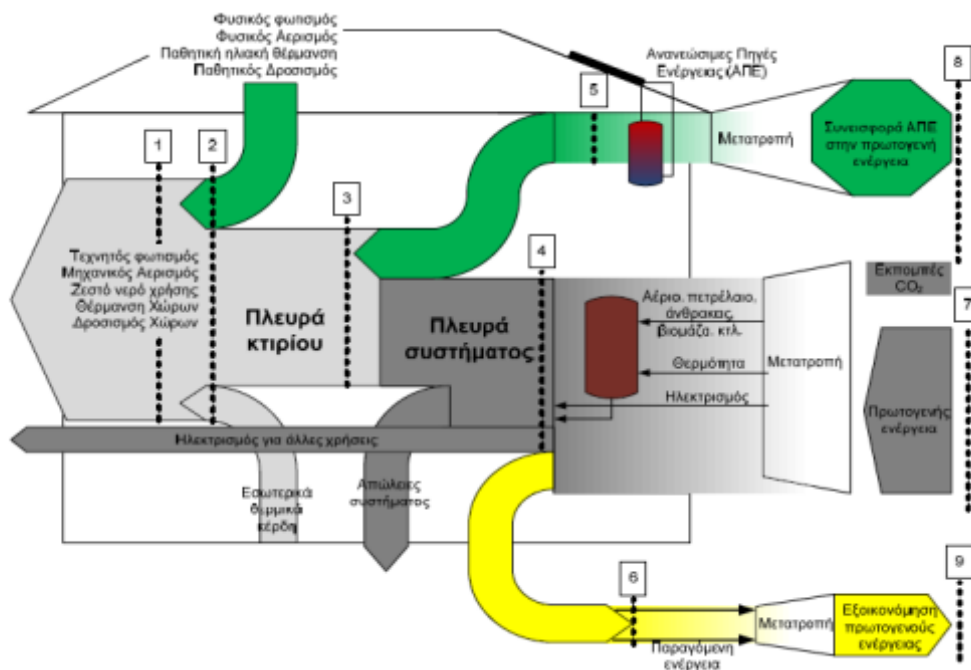 Φυσικός φωτισμός
Φυσικός Αερισμός
Παθητική ηλιακή θέρμανση
Παθητικός Δροσισμός
Ανανεώσιμες Πηγές
Ενέργειας (ΑΠΕ)
8
5
Μετατροπή
Συνεισφορά ΑΠΕ
στην πρωτογενή
ενέργεια
1
2
3
4
Τεχνητός φωτισμός
Μηχανικός Αερισμός
Ζεστό νερό χρήσης
Θέρμανση Χώρων
Δροσισμός Χώρων
Πλευρά
κτιρίου
Πλευρά
συστήματος
Αέριο. πετρέλαιο.
άνθρακας,
βιομάζα. κτλ.
Θερμότητα
Ηλεκτρισμός
Μετατροπή
Εκπομπές
CO2
7
Πρωτογενής
ενέργεια
Ηλεκτρισμός για άλλες χρήσεις
Εσωτερικά
θερμικά
κέρδη
Απώλειες
συστήματος
6
Παραγόμενη
ενέργεια
Μετατροπή
Εξοικονόμηση
πρωτογενούς
ενέργειας
9